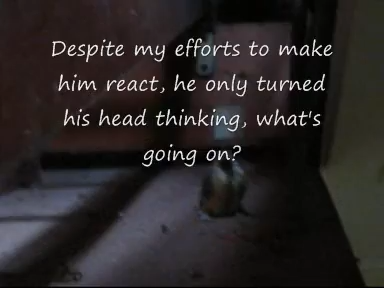 Despite my efforts to make
him react, he only turned
his head thinking, what's
going on?